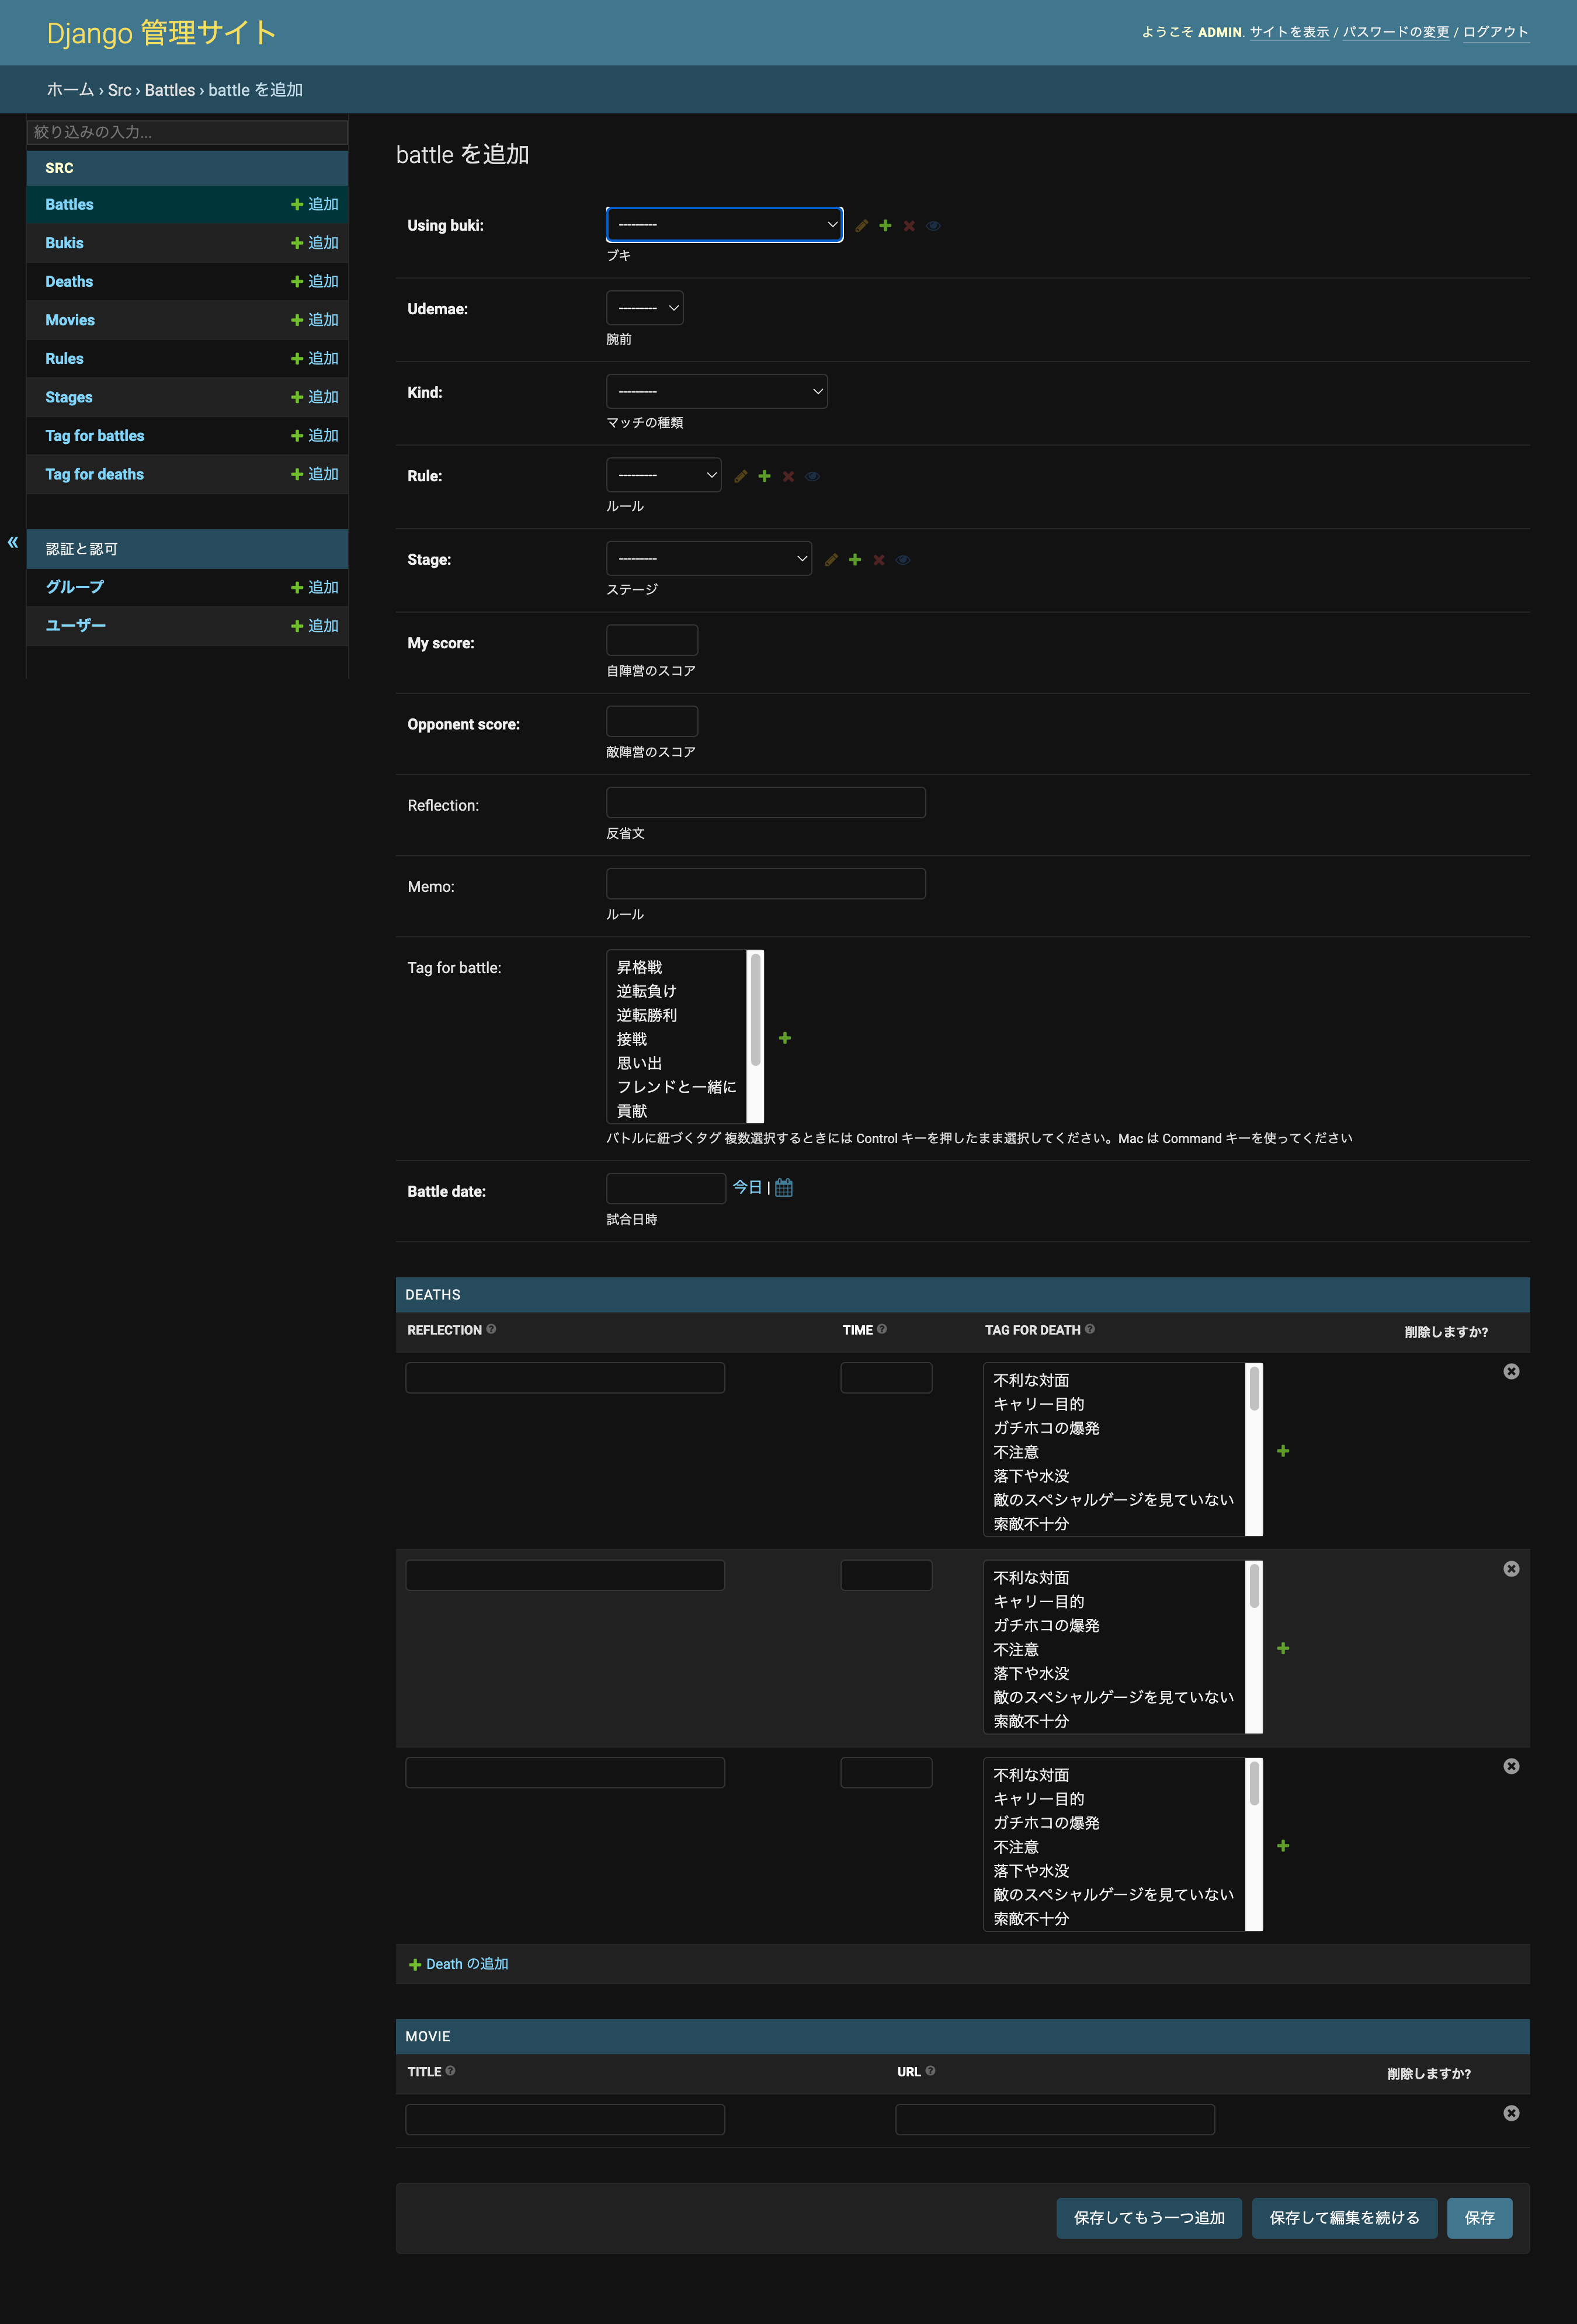 Django 管理サイト
ようこそ ADMIN. サイトを表示 / パスワードの変更 / ログアウト
ホーム › Src › Battles › battle を追加
絞り込みの入力...
SRC
Battles 追加
Bukis 追加
Deaths 追加
Movies 追加
Rules 追加
Stages 追加
Tag for battles 追加
Tag for deaths 追加
«
認証と認可
グループ 追加
ユーザー 追加
battle を追加
Using buki: ---------
ブキ
Udemae: ---------
腕前
Kind: ---------
マッチの種類
Rule: ---------
ルール
Stage: ---------
ステージ
My score:
自陣営のスコア
Opponent score:
敵陣営のスコア
Reflection:
反省文
Memo:
ルール
Tag for battle:
昇格戦
逆転負け
逆転勝利
接戦
思い出
フレンドと一緒に
貢献
バトルに紐づくタグ 複数選択するときには Control キーを押したまま選択してください。Mac は Command キーを使ってください
Battle date: 今日 |
試合日時
DEATHS
REFLECTION TIME TAG FOR DEATH 削除しますか?
不利な対面
キャリー目的
ガチホコの爆発
不注意
落下や水没
敵のスペシャルゲージを見ていない
索敵不十分
不利な対面
キャリー目的
ガチホコの爆発
不注意
落下や水没
敵のスペシャルゲージを見ていない
索敵不十分
不利な対面
キャリー目的
ガチホコの爆発
不注意
落下や水没
敵のスペシャルゲージを見ていない
索敵不十分
Death の追加
MOVIE
TITLE URL 削除しますか?
保存してもう一つ追加 保存して編集を続ける 保存